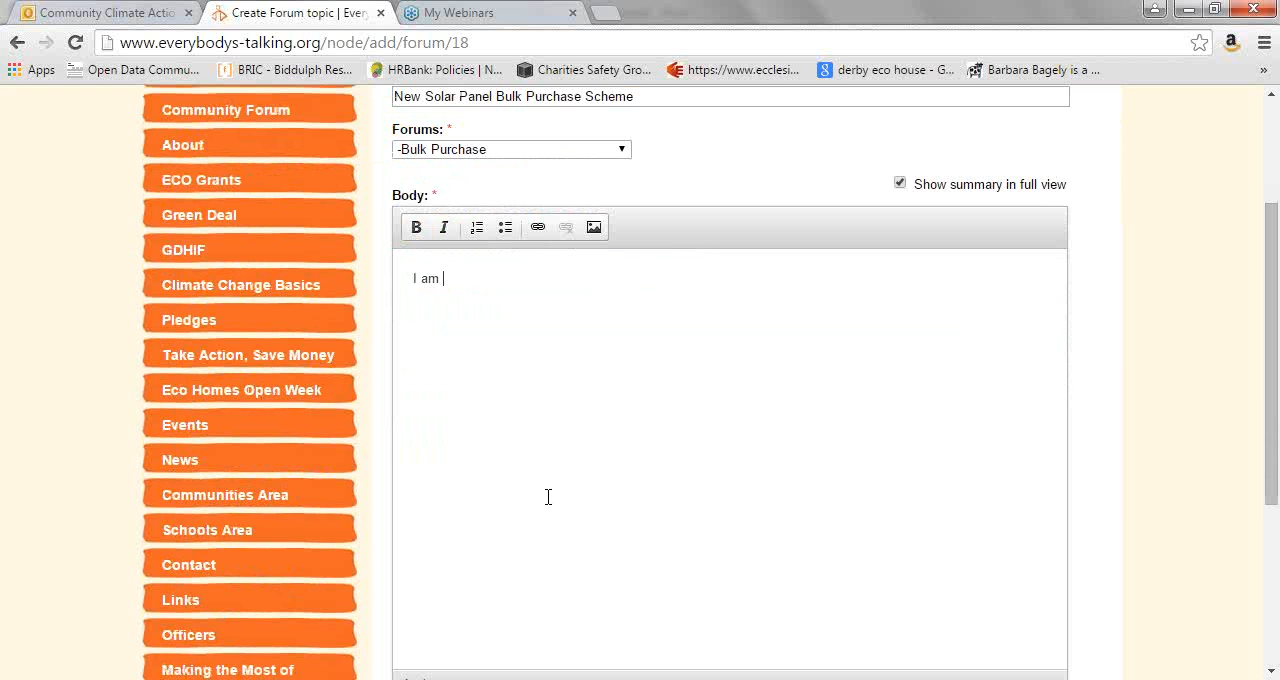 Community Climate Actio
Create Forum topic | Every
My Webinars
www.everybodys-talking.org/node/add/forum/18
Apps
Open Data Commu...
BRIC - Biddulph Res...
HRBank: Policies | N...
Charities Safety Gro...
https://www.ecclesi...
derby eco house - G...
Barbara Bagely is a ...
»
Community Forum
About
ECO Grants
Green Deal
GDHIF
Climate Change Basics
Pledges
Take Action, Save Money
Eco Homes Open Week
Events
News
Communities Area
Schools Area
Contact
Links
Officers
Making the Most of
New Solar Panel Bulk Purchase Scheme
Forums: *
-Bulk Purchase
Show summary in full view
Body: *
B I
I am